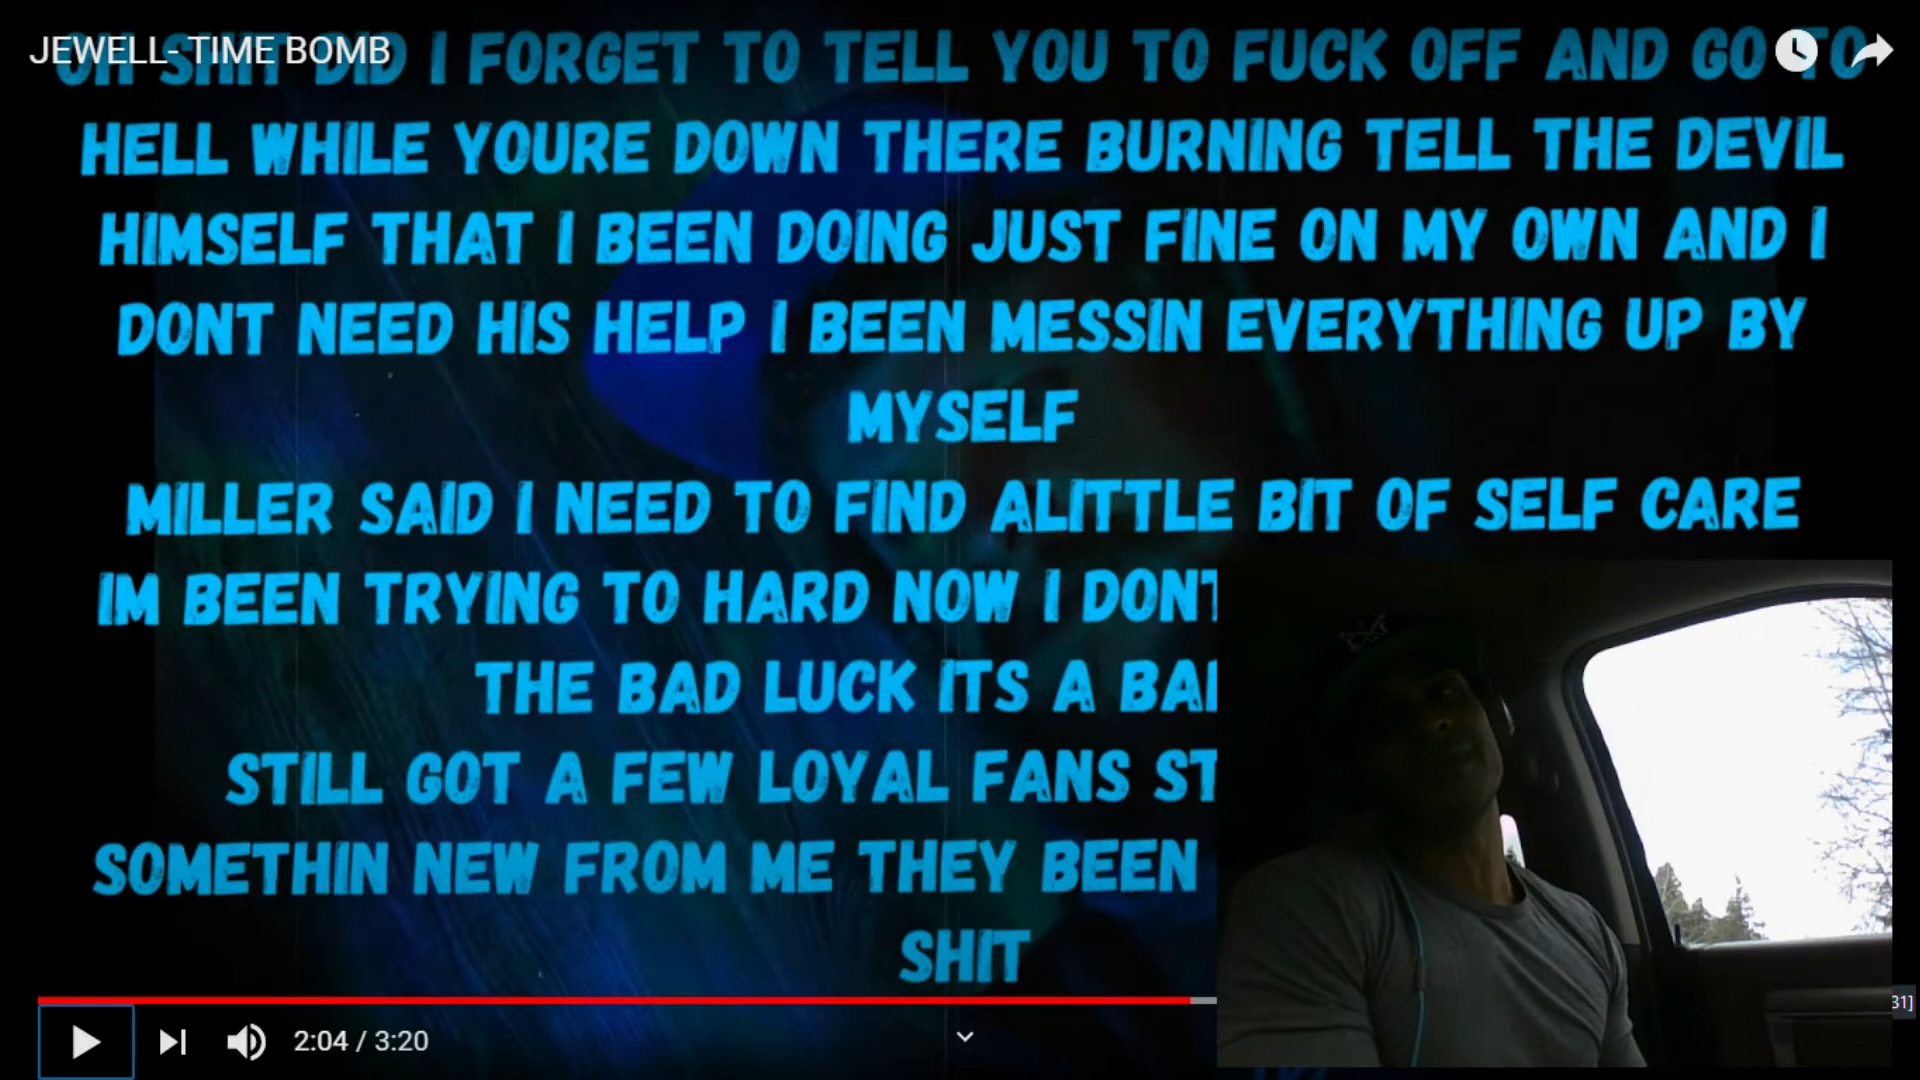 JEWELL- TIME BOMB
OH SHIT DID I FORGET TO TELL YOU TO FUCK OFF AND GO TO
HELL WHILE YOURE DOWN THERE BURNING TELL THE DEVIL
HIMSELF THAT I BEEN DOING JUST FINE ON MY OWN AND I
DONT NEED HIS HELP I BEEN MESSIN EVERYTHING UP BY
MYSELF
MILLER SAID I NEED TO FIND ALITTLE BIT OF SELF CARE
IM BEEN TRYING TO HARD NOW I DONT
THE BAD LUCK ITS A
STILL GOT A FEW LOYAL FANS ST
SOMETHIN NEW FROM ME THEY BEEN
SHIT
2:04 / 3:20
31]